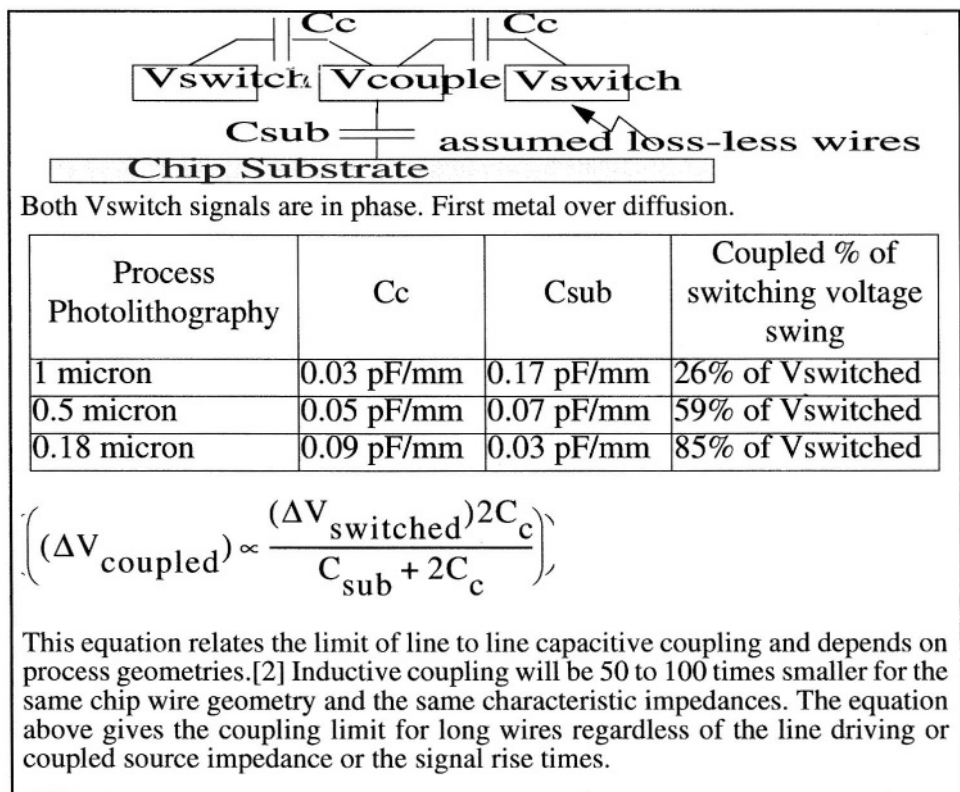 Cc Cc
Vswitch Vcouple Vswitch
Csub assumed loss-less wires
Chip Substrate
Both Vswitch signals are in phase. First metal over diffusion.
Process Photolithography Cc Csub Coupled % of switching voltage swing
1 micron 0.03 pF/mm 0.17 pF/mm 26% of Vswitched
0.5 micron 0.05 pF/mm 0.07 pF/mm 59% of Vswitched
0.18 micron 0.09 pF/mm 0.03 pF/mm 85% of Vswitched
((ΔV_coupled) ∝ (ΔV_switched)2C_c / C_sub + 2C_c)
This equation relates the limit of line to line capacitive coupling and depends on
process geometries.[2] Inductive coupling will be 50 to 100 times smaller for the
same chip wire geometry and the same characteristic impedances. The equation
above gives the coupling limit for long wires regardless of the line driving or
coupled source impedance or the signal rise times.